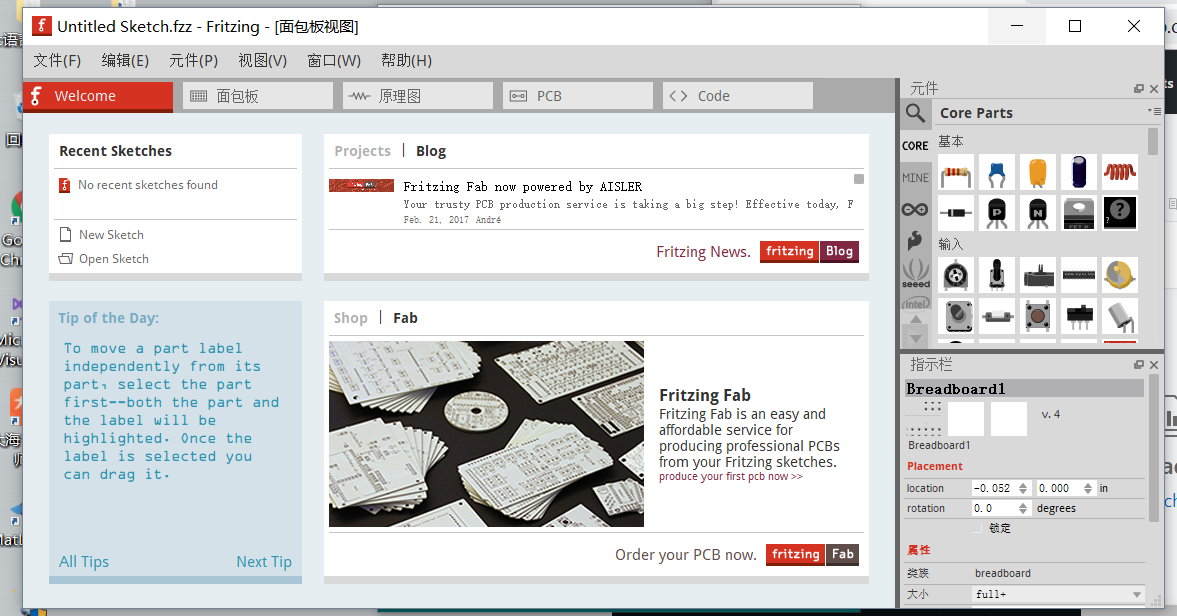 Untitled Sketch.fzz - Fritzing - [面包板视图]
文件(F) 编辑(E) 元件(P) 视图(V) 窗口(W) 帮助(H)
Welcome 面包板 原理图 PCB Code
Recent Sketches
No recent sketches found
New Sketch
Open Sketch
Projects | Blog
Fritzing Fab now powered by AISLER
Your trusty PCB production service is taking a big step! Effective today, F
Feb. 21, 2017 André
Fritzing News. fritzing Blog
Tip of the Day:
To move a part label
independently from its
part, select the part
first--both the part and
the label will be
highlighted. Once the
label is selected you
can drag it.
All Tips Next Tip
Shop | Fab
Fritzing Fab
Fritzing Fab is an easy and
affordable service for
producing professional PCBs
from your Fritzing sketches.
produce your first pcb now >>
Order your PCB now. fritzing Fab
元件
Core Parts
CORE
MINE
seeed
intel
基本
P
N
?
输入
指示栏
Breadboard1
v. 4
Breadboard1
Placement
location -0.052 0.000 in
rotation 0.0 degrees
锁定
属性
类族 breadboard
大小 full+